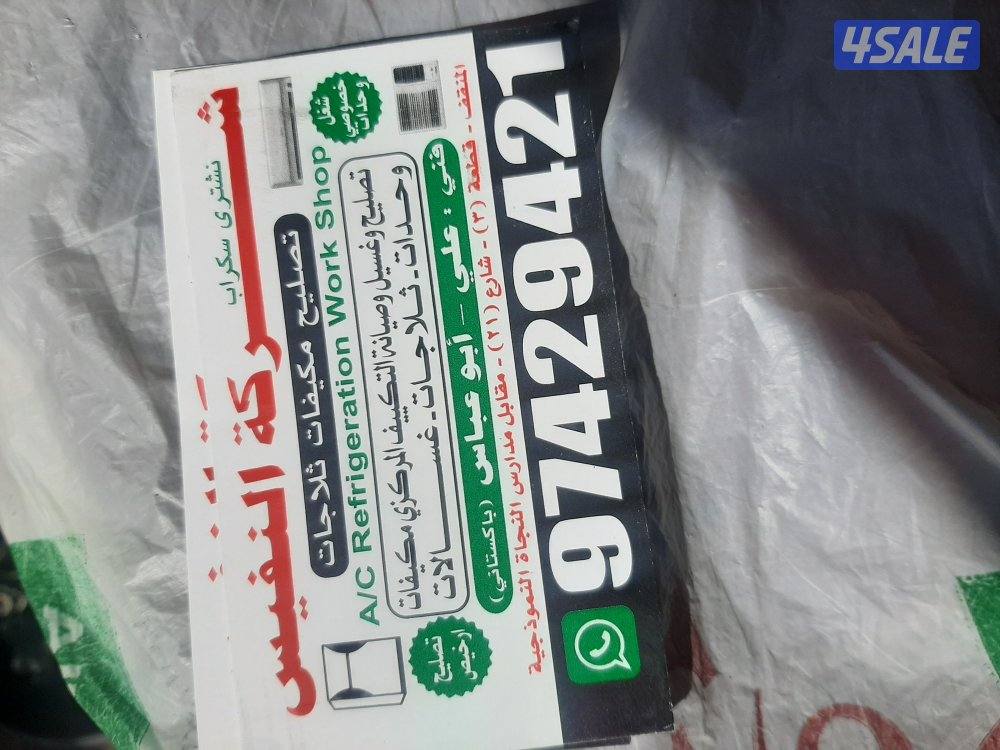 4SALE
شركة النفيس
نشتري سكراب
تصليح مكيفات ثلاجات
A/C Refrigeration Work Shop
شغل
خصوصي
وحدات
تصليح وغسيل وصيانة التكييف المركزي مكيفات
وحدات - ثلاجات - غسالات
تصليح
ارخيص
فني : علي - أبو عباس (باكستاني)
المنقف - قطعة (٣) - شارع (٢١) - مقابل مدارس النجاة النموذجية
97429421